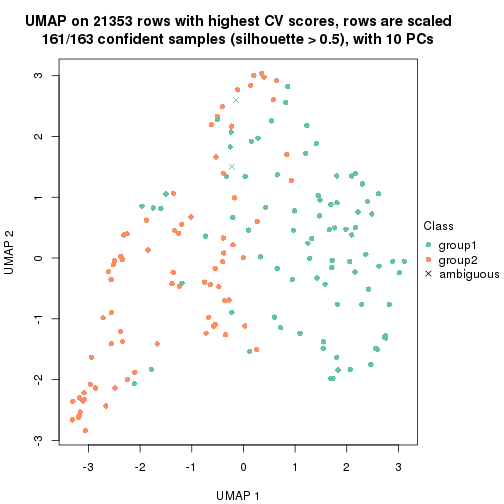 UMAP on 21353 rows with highest CV scores, rows are scaled
161/163 confident samples (silhouette > 0.5), with 10 PCs
3
2
1
0
-1
-2
-3
UMAP 2
-3 -2 -1 0 1 2 3
UMAP 1
Class
group1
group2
ambiguous